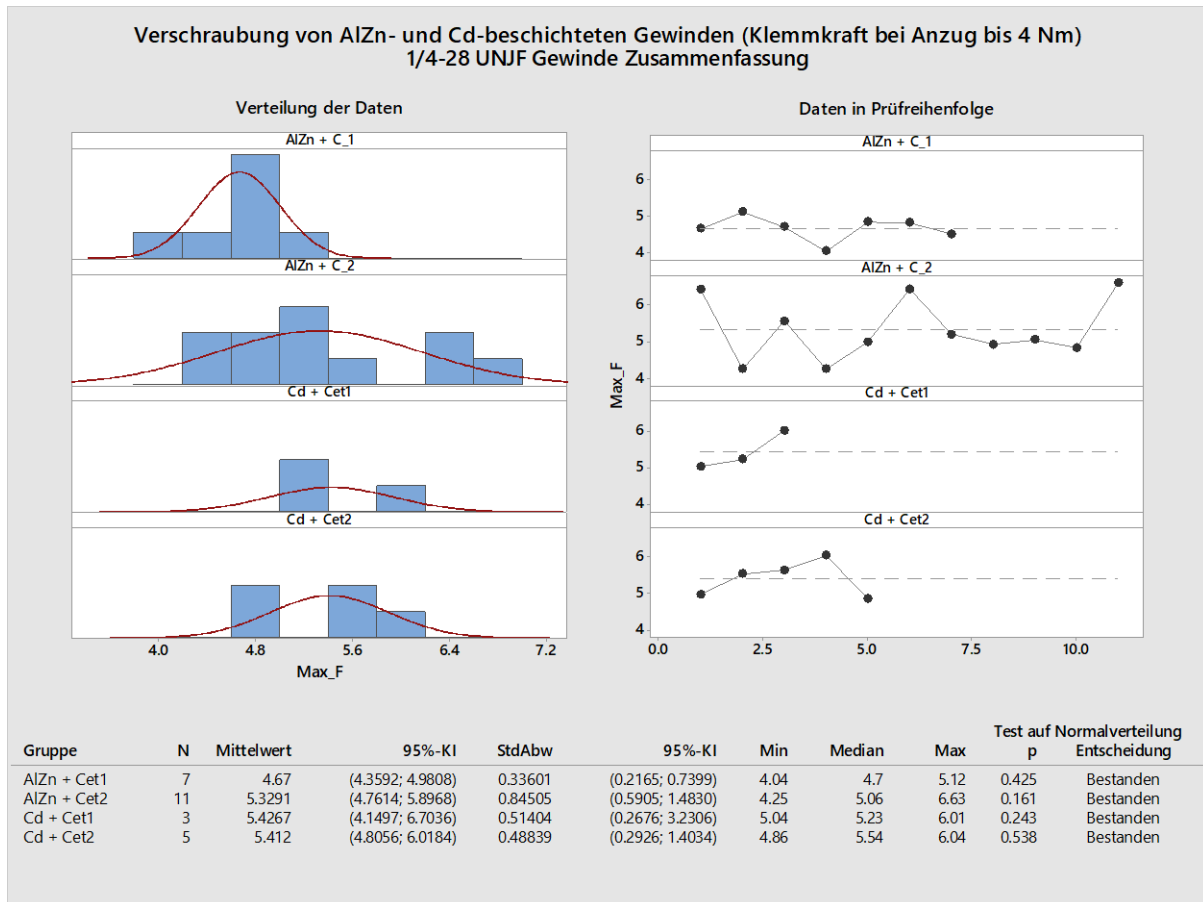 Verschraubung von AlZn- und Cd-beschichteten Gewinden (Klemmkraft bei Anzug bis 4 Nm)
1/4-28 UNJF Gewinde Zusammenfassung
Verteilung der Daten
AlZn + C_1
AlZn + C_2
Cd + Cet1
Cd + Cet2
4.0 4.8 5.6 6.4 7.2
Max_F
Daten in Prüfreihenfolge
AlZn + C_1
6
5
4
AlZn + C_2
6
5
4
Cd + Cet1
6
5
4
Cd + Cet2
6
5
4
Max_F
0.0 2.5 5.0 7.5 10.0
Test auf Normalverteilung
Gruppe N Mittelwert 95%-KI StdAbw 95%-KI Min Median Max p Entscheidung
AlZn + Cet1 7 4.67 (4.3592; 4.9808) 0.33601 (0.2165; 0.7399) 4.04 4.7 5.12 0.425 Bestanden
AlZn + Cet2 11 5.3291 (4.7614; 5.8968) 0.84505 (0.5905; 1.4830) 4.25 5.06 6.63 0.161 Bestanden
Cd + Cet1 3 5.4267 (4.1497; 6.7036) 0.51404 (0.2676; 3.2306) 5.04 5.23 6.01 0.243 Bestanden
Cd + Cet2 5 5.412 (4.8056; 6.0184) 0.48839 (0.2926; 1.4034) 4.86 5.54 6.04 0.538 Bestanden